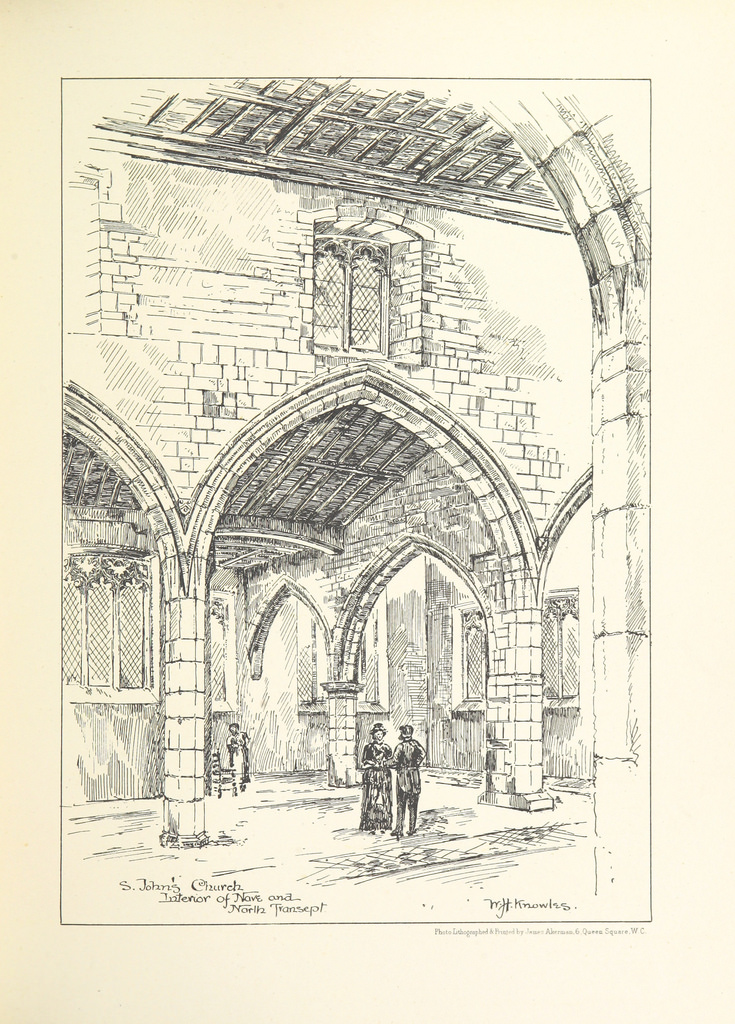 S. John's Church
Interior of Nave and
North Transept
W.H. Knowles.
Photo-Lithographed & Printed by James Akerman, 6, Queen Square, W.C.